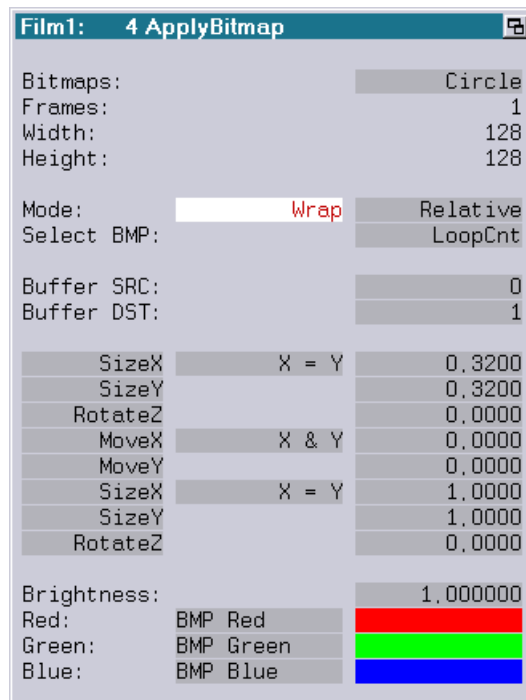 Film1: 4 ApplyBitmap
Bitmaps: Circle
Frames: 1
Width: 128
Height: 128
Mode: Wrap Relative
Select BMP: LoopCnt
Buffer SRC: 0
Buffer DST: 1
SizeX X = Y 0,3200
SizeY 0,3200
RotateZ 0,0000
MoveX X & Y 0,0000
MoveY 0,0000
SizeX X = Y 1,0000
SizeY 1,0000
RotateZ 0,0000
Brightness: 1,000000
Red: BMP Red
Green: BMP Green
Blue: BMP Blue